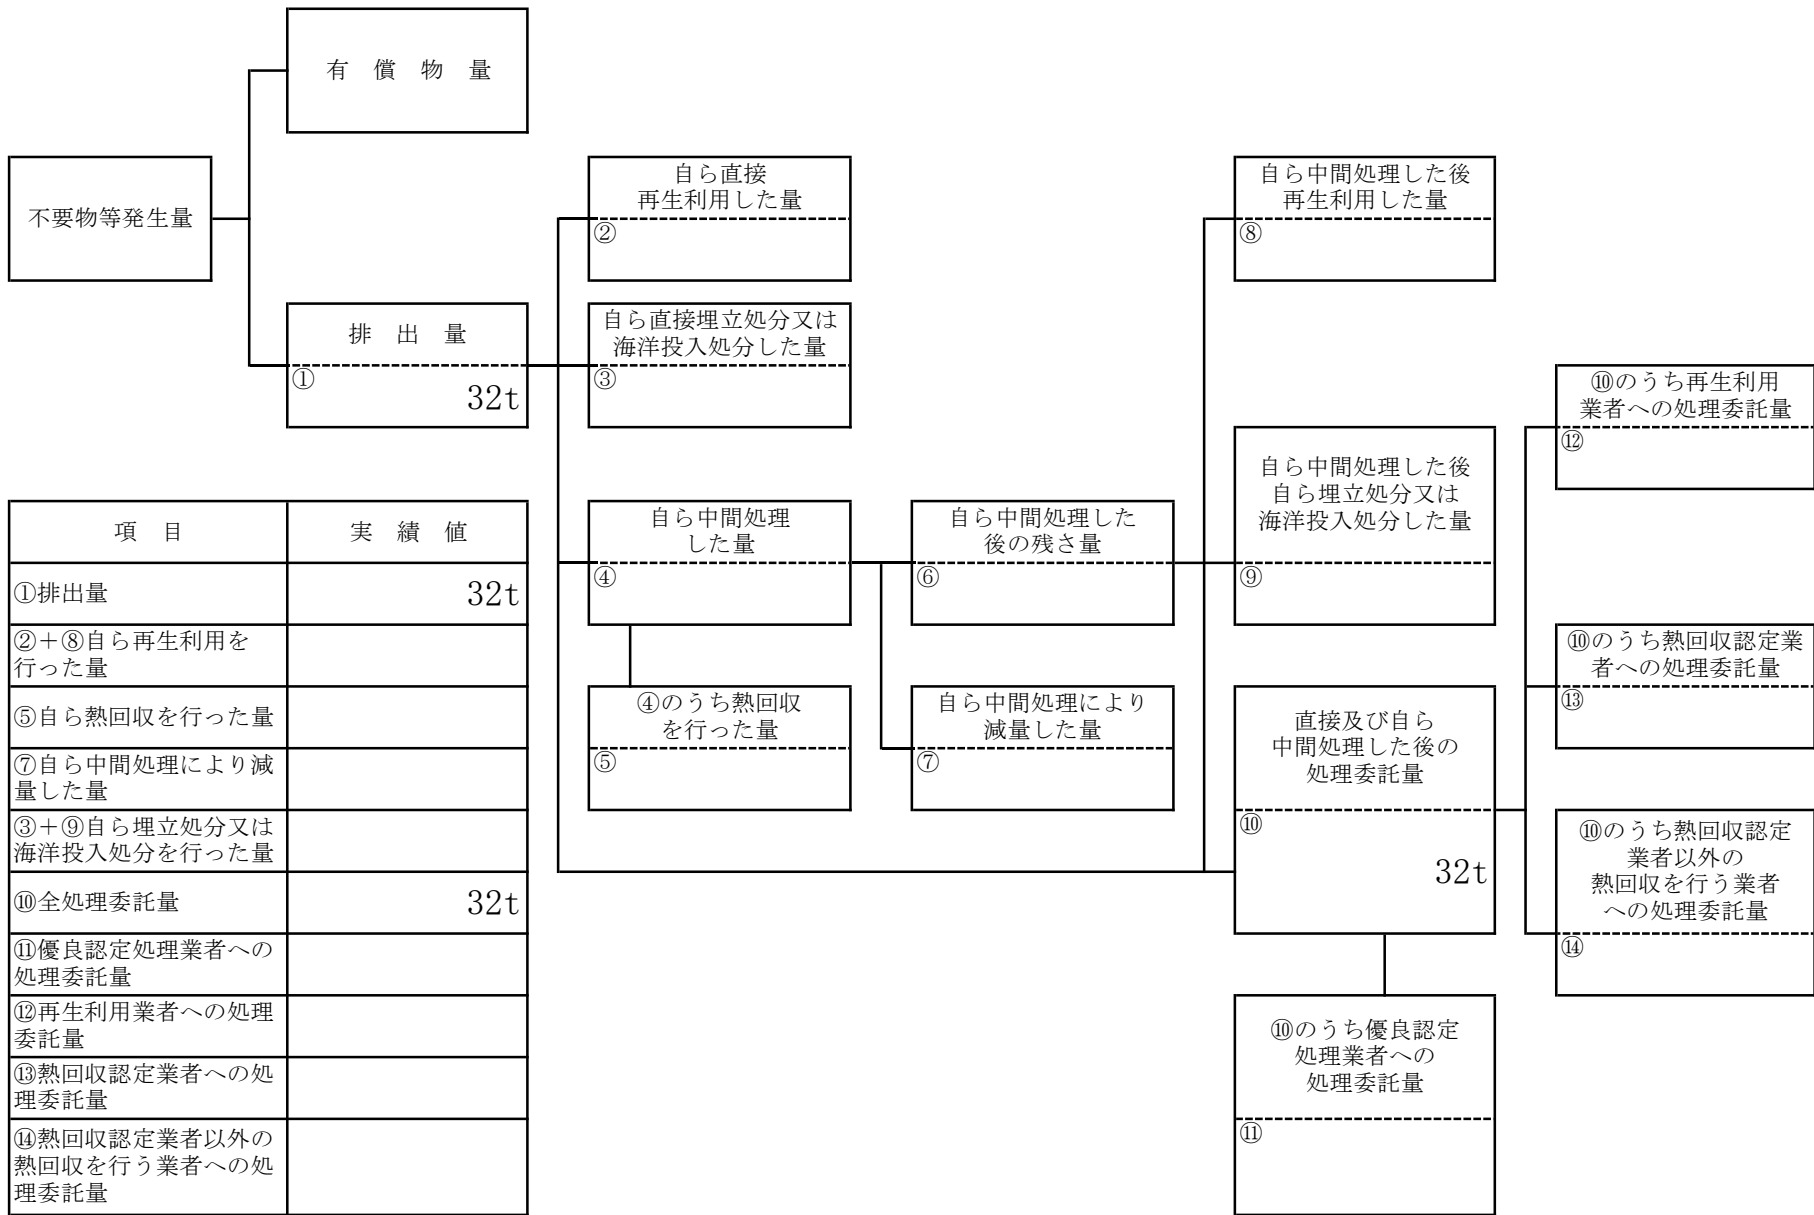 有　償　物　量
不要物等発生量
排　出　量
①
32t
自ら直接
再生利用した量
②
自ら直接埋立処分又は
海洋投入処分した量
③
自ら中間処理
した量
④
④のうち熱回収
を行った量
⑤
自ら中間処理した
後の残さ量
⑥
自ら中間処理により
減量した量
⑦
自ら中間処理した後
再生利用した量
⑧
自ら中間処理した後
自ら埋立処分又は
海洋投入処分した量
⑨
直接及び自ら
中間処理した後の
処理委託量
⑩
32t
⑩のうち優良認定
処理業者への
処理委託量
⑪
⑩のうち再生利用
業者への処理委託量
⑫
⑩のうち熱回収認定業
者への処理委託量
⑬
⑩のうち熱回収認定
業者以外の
熱回収を行う業者
への処理委託量
⑭
項　目　実　績　値
①排出量　32t
②＋⑧自ら再生利用を
行った量
⑤自ら熱回収を行った量
⑦自ら中間処理により減
量した量
③＋⑨自ら埋立処分又は
海洋投入処分を行った量
⑩全処理委託量　32t
⑪優良認定処理業者への
処理委託量
⑫再生利用業者への処理
委託量
⑬熱回収認定業者への処
理委託量
⑭熱回収認定業者以外の
熱回収を行う業者への処
理委託量